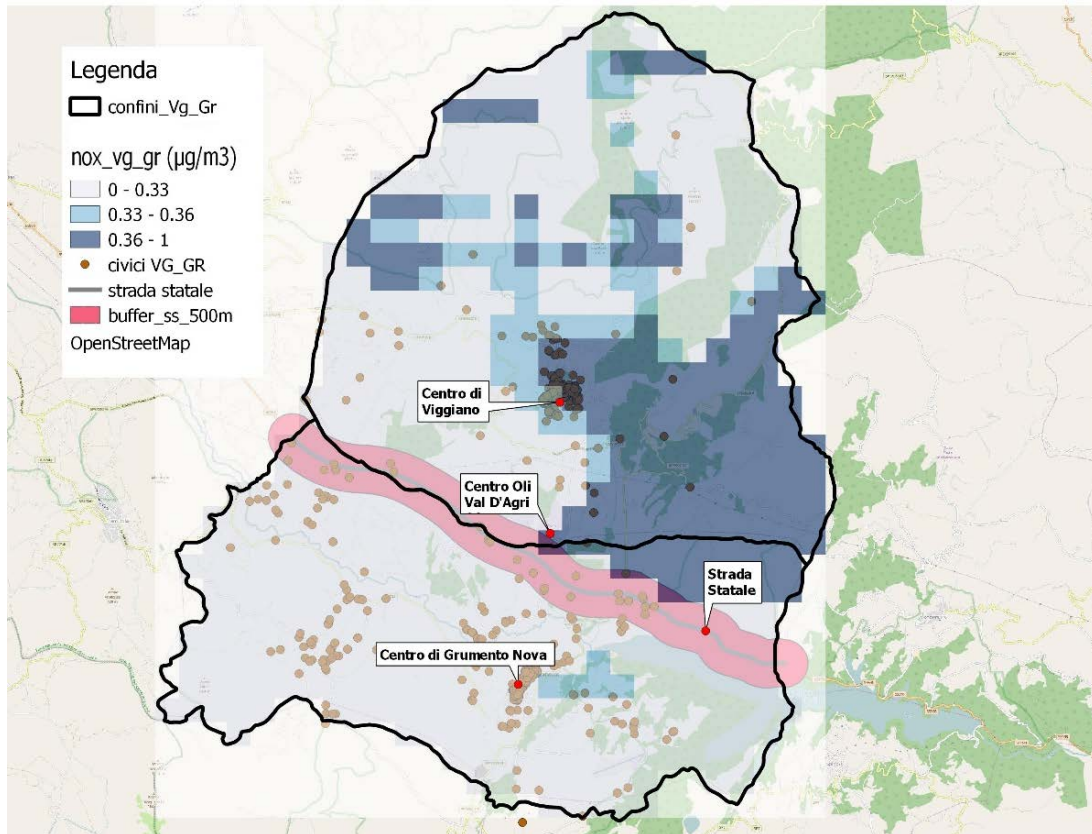 Legenda
confini_Vg_Gr
nox_vg_gr (µg/m3)
0 - 0.33
0.33 - 0.36
0.36 - 1
civici VG_GR
strada statale
buffer_ss_500m
OpenStreetMap
Centro di
Viggiano
Centro Oli
Val D'Agri
Strada
Statale
Centro di Grumento Nova